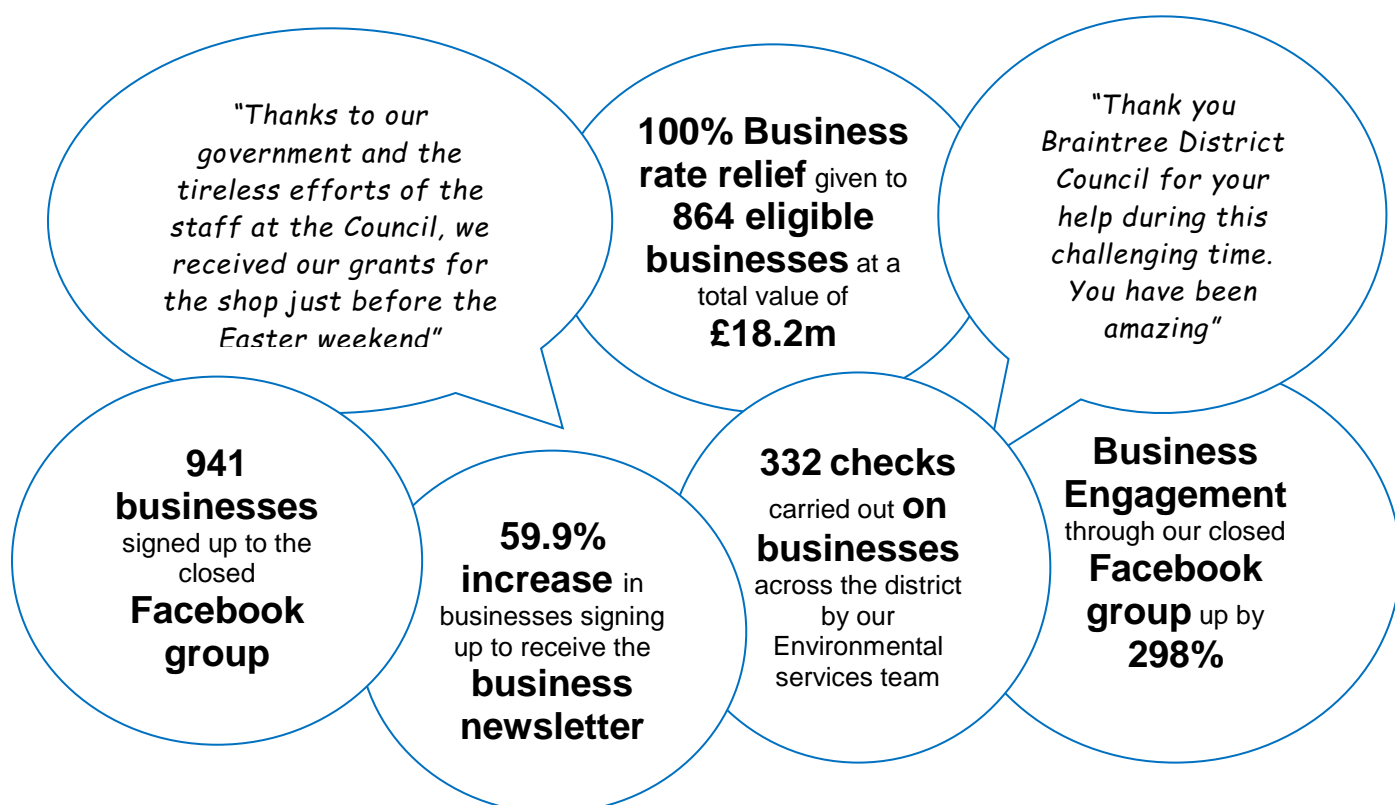 "Thanks to our
government and the
tireless efforts of the
staff at the Council, we
received our grants for
the shop just before the
Easter weekend"
100% Business
rate relief given to
864 eligible
businesses at a
total value of
£18.2m
"Thank you
Braintree District
Council for your
help during this
challenging time.
You have been
amazing"
941
businesses
signed up to the
closed
Facebook
group
59.9%
increase in
businesses signing
up to receive the
business
newsletter
332 checks
carried out on
businesses
across the district
by our
Environmental
services team
Business
Engagement
through our closed
Facebook
group up by
298%